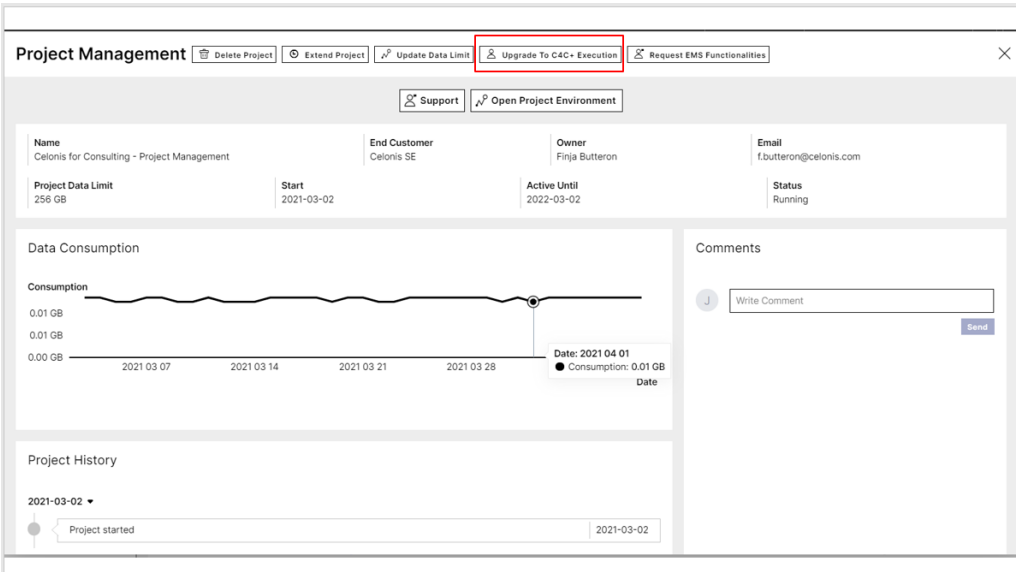 Project Management Delete Project Extend Project Update Data Limit Upgrade To C4C+ Execution Request EMS Functionalities
Support Open Project Environment
Name End Customer Owner Email
Celonis for Consulting - Project Management Celonis SE Finja Butteron f.butteron@celonis.com
Project Data Limit Start Active Until Status
256 GB 2021-03-02 2022-03-02 Running
Data Consumption
Consumption
0.01 GB
0.01 GB
0.00 GB
2021 03 07 2021 03 14 2021 03 21 2021 03 28
Date: 2021 04 01
Consumption: 0.01 GB
Date
Comments
J Write Comment
Send
Project History
2021-03-02
Project started 2021-03-02